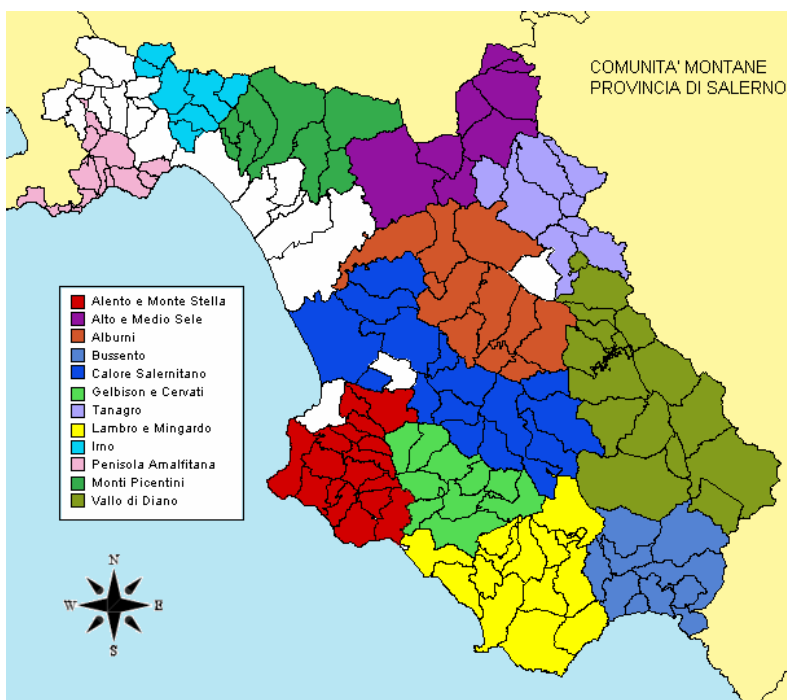 COMUNITA' MONTANE
PROVINCIA DI SALERNO
Alento e Monte Stella
Alto e Medio Sele
Alburni
Bussento
Calore Salernitano
Gelbison e Cervati
Tanagro
Lambro e Mingardo
Irno
Penisola Amalfitana
Monti Picentini
Vallo di Diano
N
W E
S